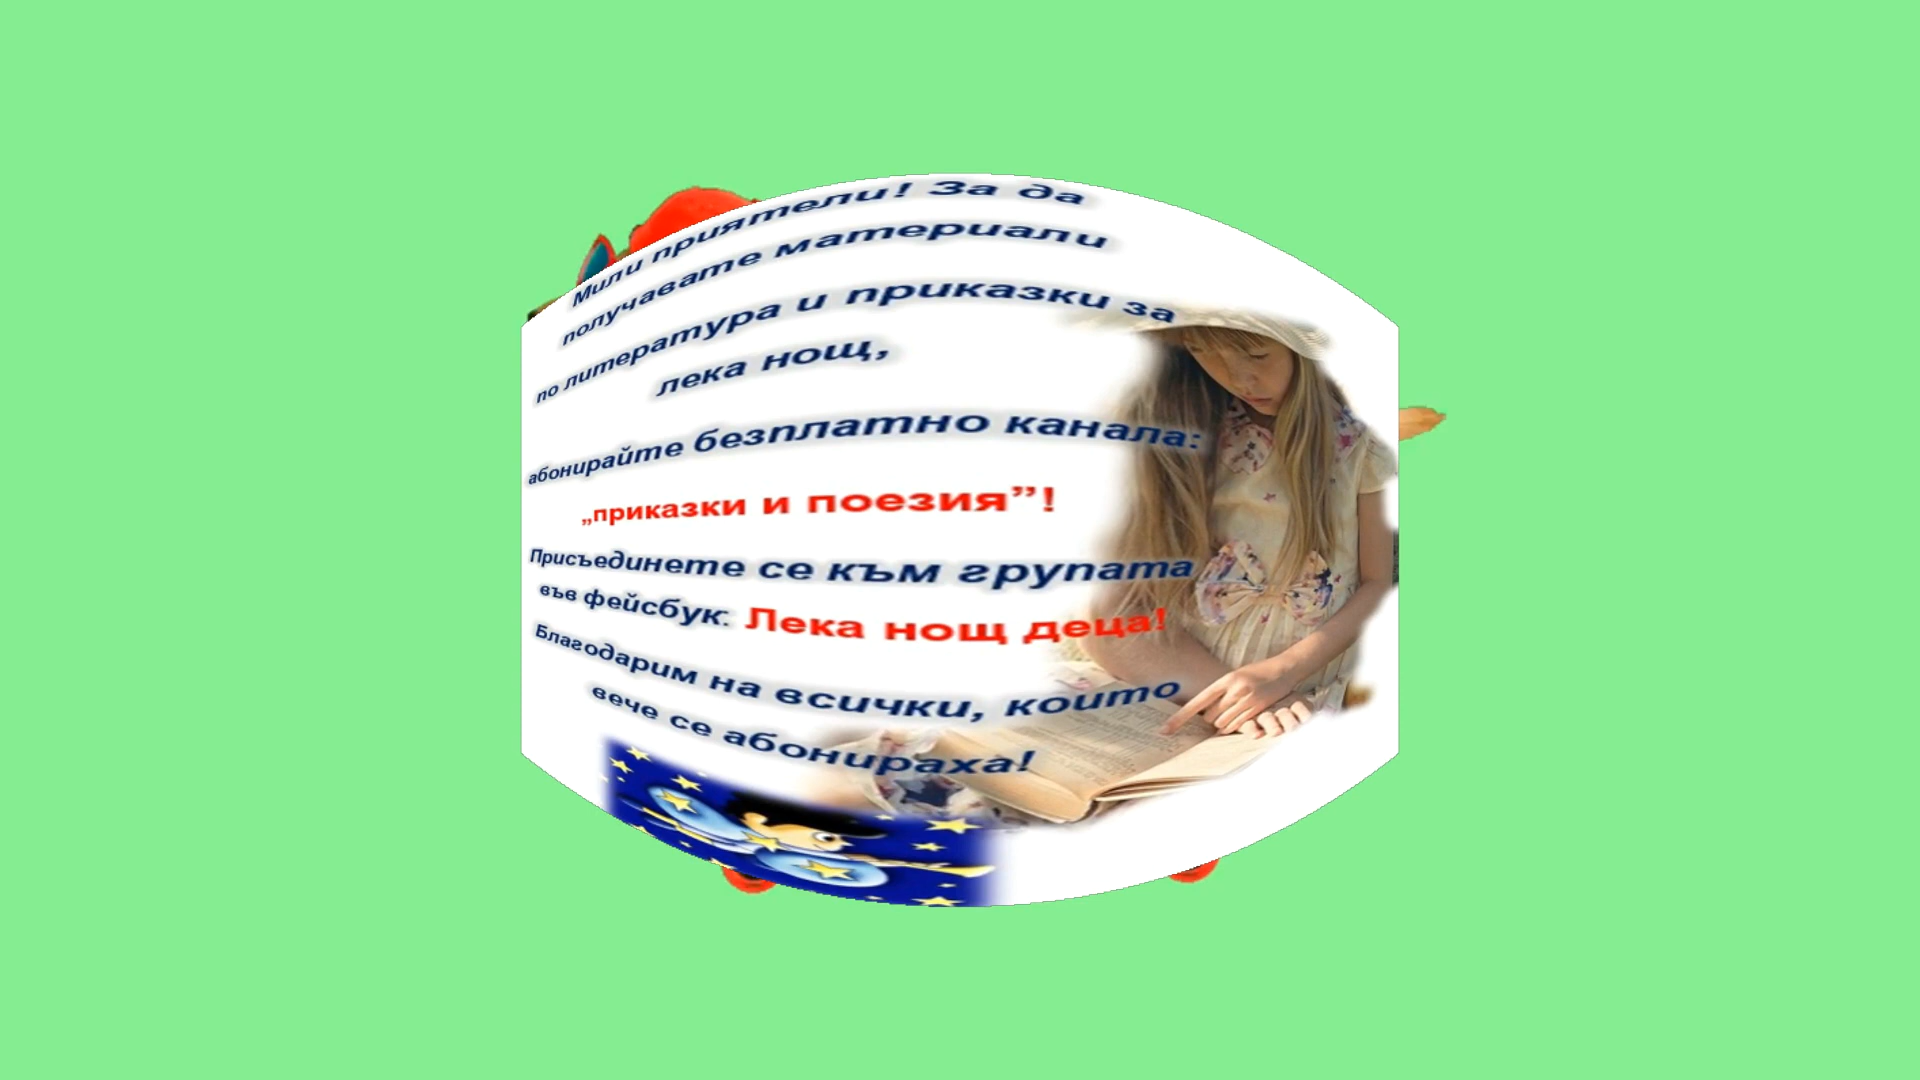 Мили приятели! За да
получавате материали
по литература и приказки за
лека нощ,
абонирайте безплатно канала:
„приказки и поезия”!
Присъединете се към групата
във фейсбук: Лека нощ деца!
Благодарим на всички, които
вече се абонираха!